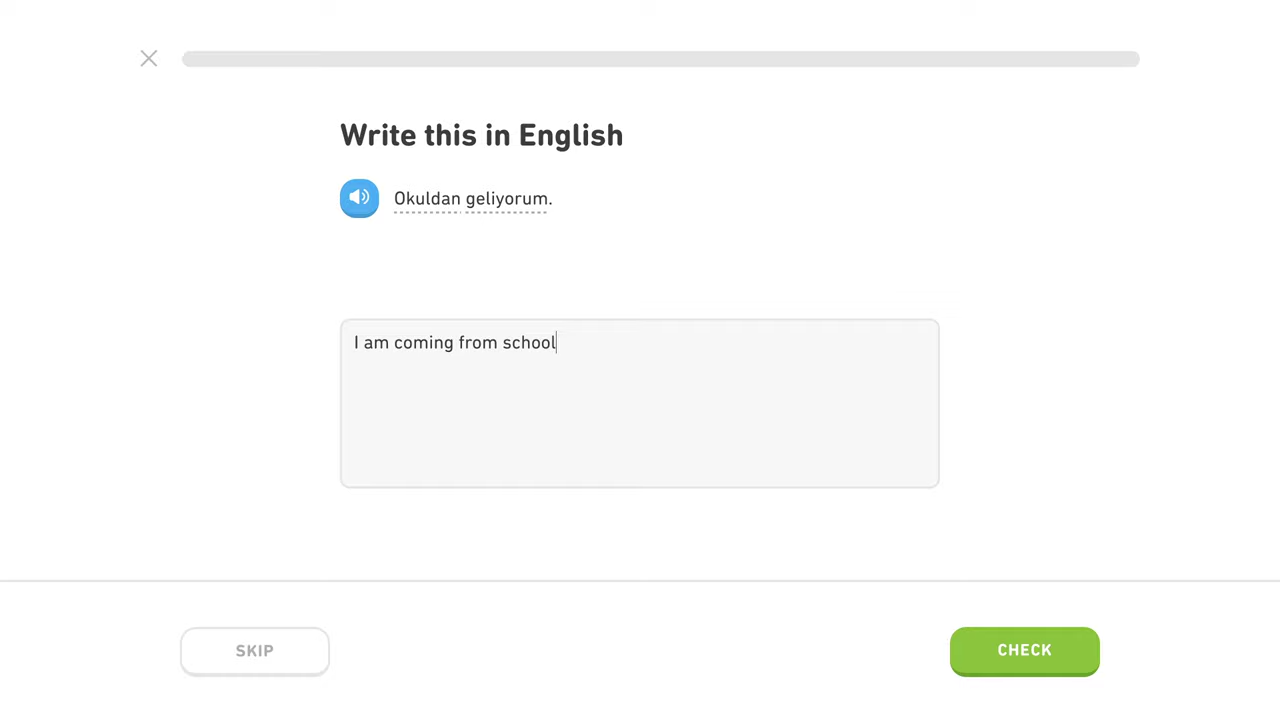 Write this in English
Okuldan geliyorum.
I am coming from school
SKIP
CHECK